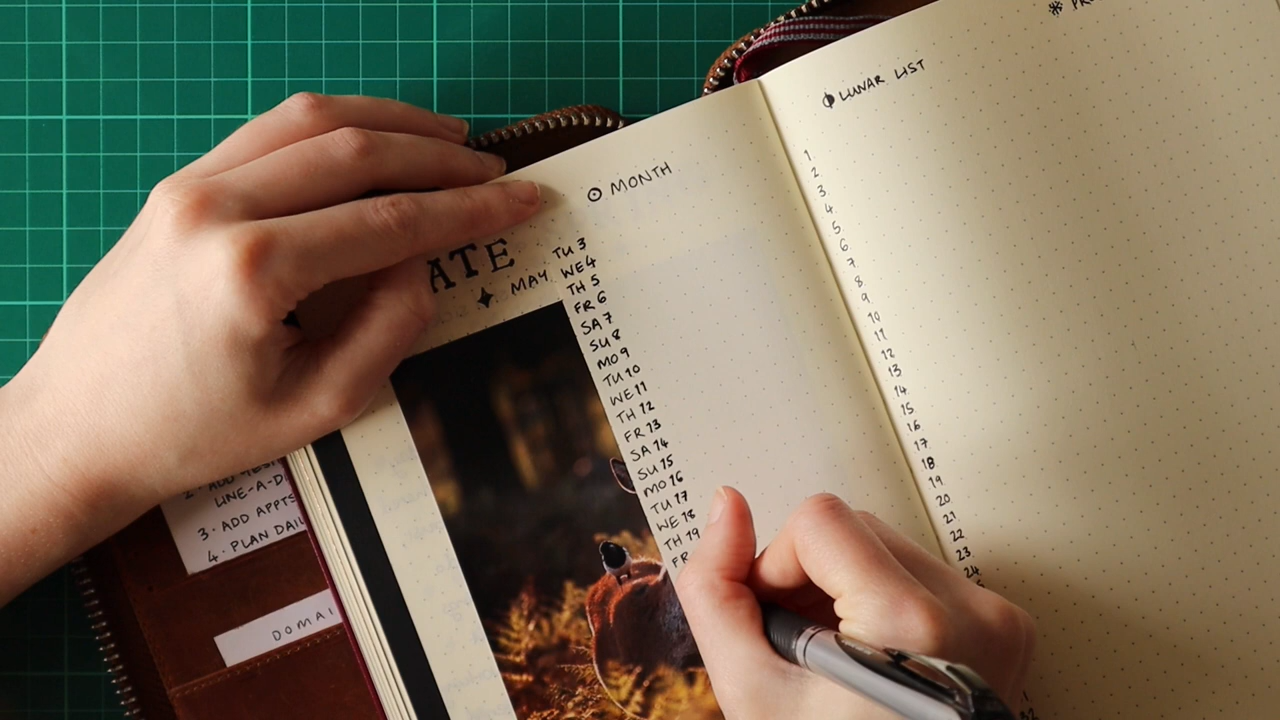 ATE
✦ MAY
⊙ MONTH
TU 3
WE 4
TH 5
FR 6
SA 7
SU 8
MO 9
TU 10
WE 11
TH 12
FR 13
SA 14
SU 15
MO 16
TU 17
WE 18
TH 19
FR
LUNAR LIST
1
2
3
4
5
6
7
8
9
10
11
12
13
14
15
16
17
18
19
20
21
22
23
24
LINE-A-D
3. ADD APPTS
4. PLAN DAIL
DOMAI